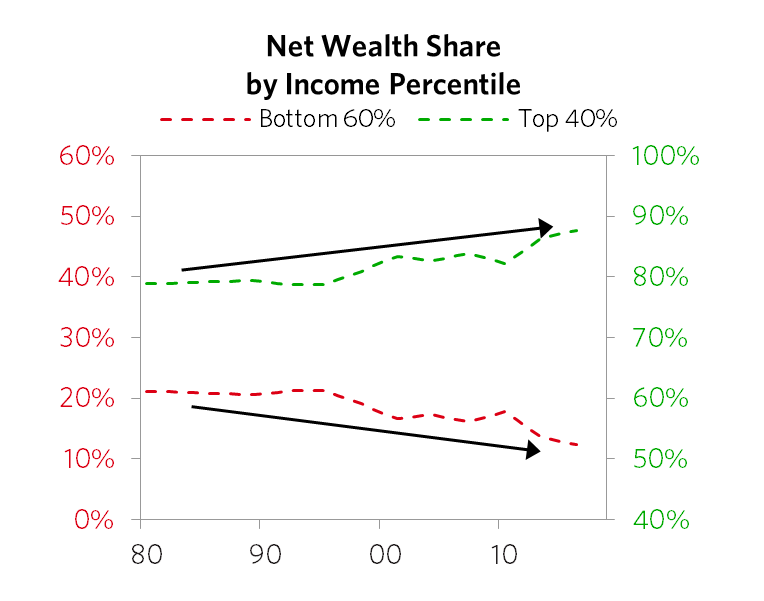 Net Wealth Share
by Income Percentile
Bottom 60% Top 40%
60% 100%
50% 90%
40% 80%
30% 70%
20% 60%
10% 50%
0% 40%
80 90 00 10